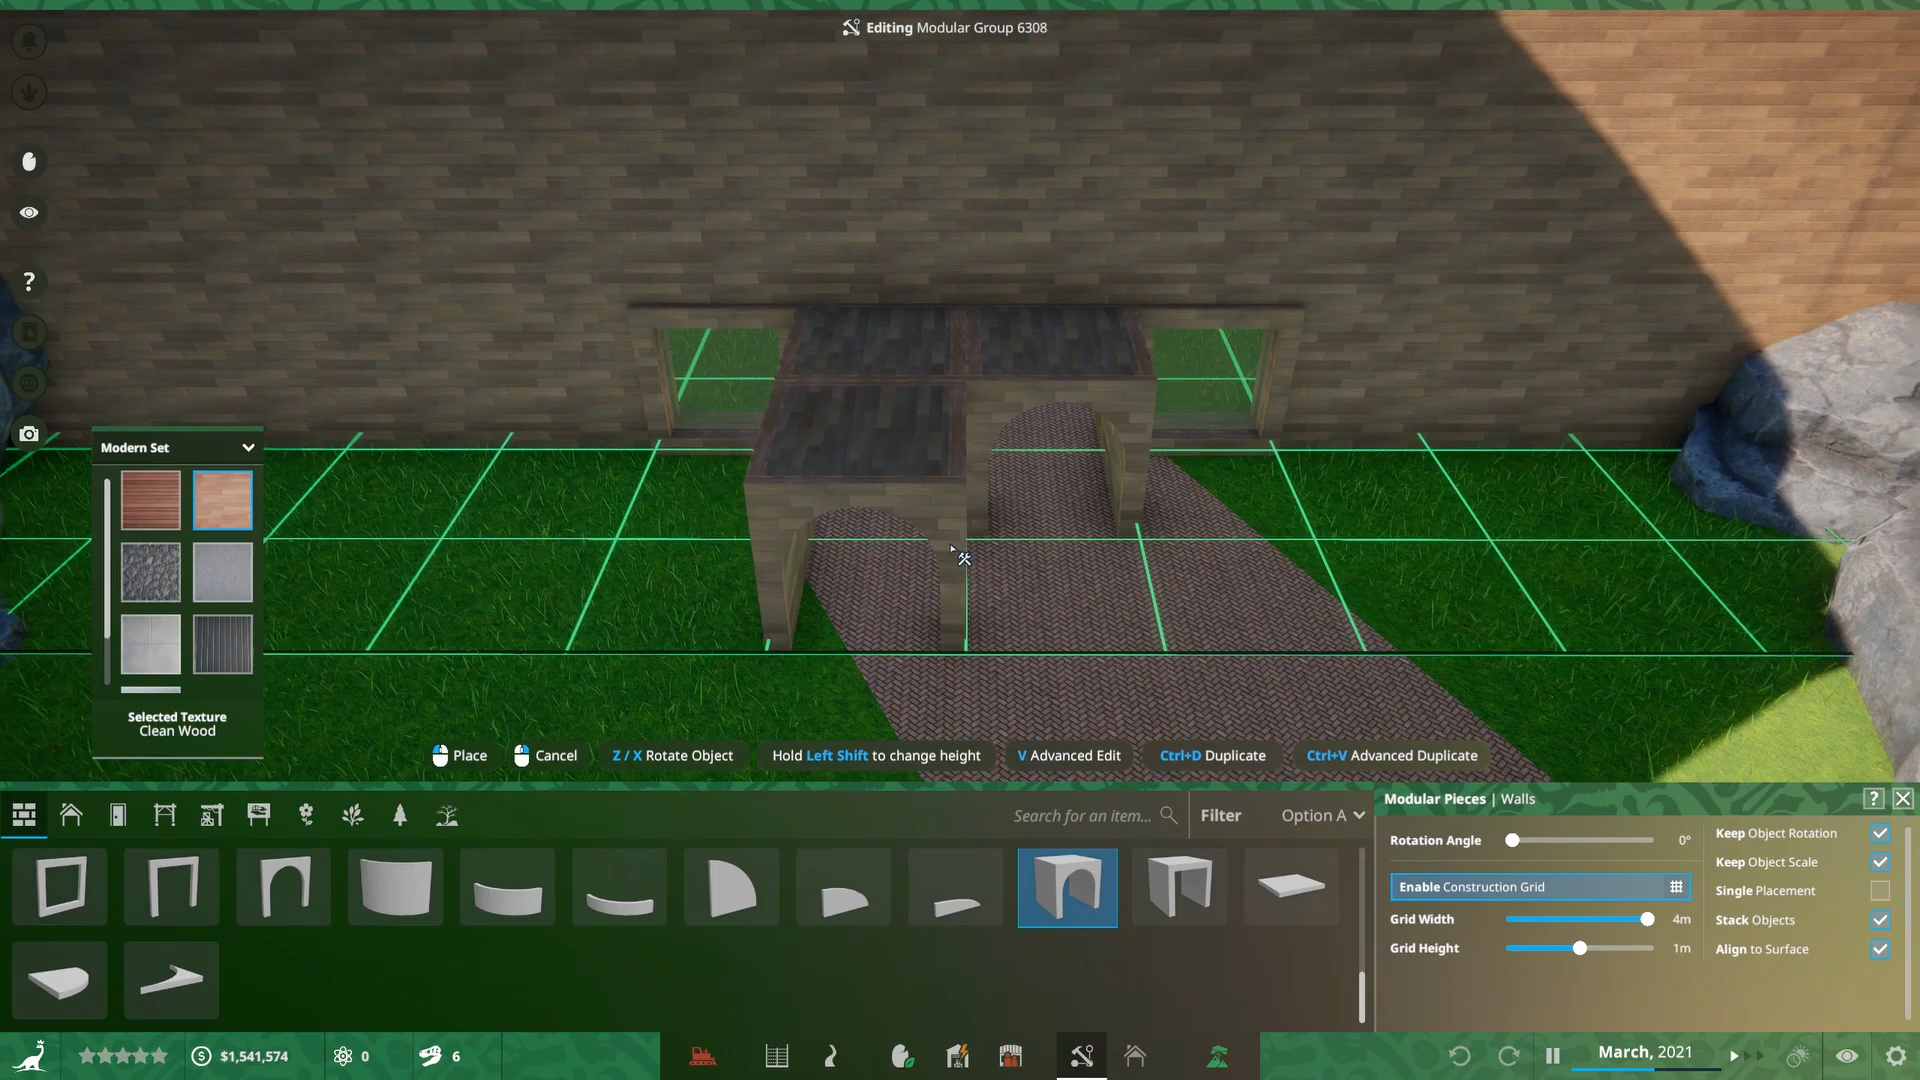 Editing Modular Group 6308
?
Modern Set
Selected Texture
Clean Wood
Place
Cancel
Z / X Rotate Object
Hold Left Shift to change height
V Advanced Edit
Ctrl+D Duplicate
Ctrl+V Advanced Duplicate
Search for an item...
Filter
Option A
Modular Pieces | Walls
?
Rotation Angle
0°
Enable Construction Grid
Grid Width
4m
Grid Height
1m
Keep Object Rotation
Keep Object Scale
Single Placement
Stack Objects
Align to Surface
$1,541,574
0
6
March, 2021